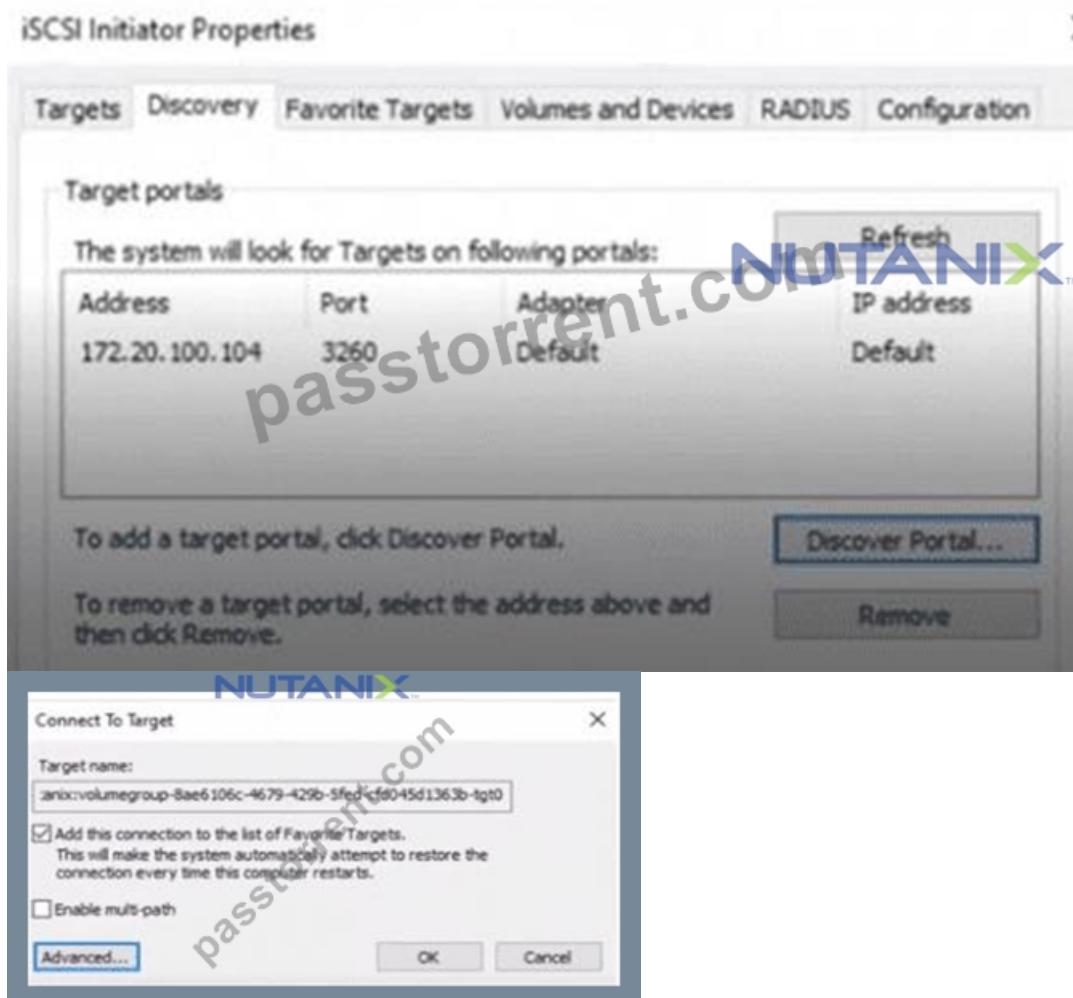 iSCSI Initiator Properties
Targets Discovery Favorite Targets Volumes and Devices RADIUS Configuration
Target portals
The system will look for Targets on following portals:
Refresh
NUTANIX
Address Port Adapter IP address
172.20.100.104 3260 Default Default
passtorrent.com
To add a target portal, click Discover Portal.
Discover Portal...
To remove a target portal, select the address above and
then click Remove.
Remove
NUTANIX
Connect To Target
Target name:
anix:volumegroup-8ae6106c-4679-429b-5fed-cfd045d1363b-tgt0
Add this connection to the list of Favorite Targets.
This will make the system automatically attempt to restore the
connection every time this computer restarts.
Enable multi-path
passtorrent.com
Advanced... OK Cancel